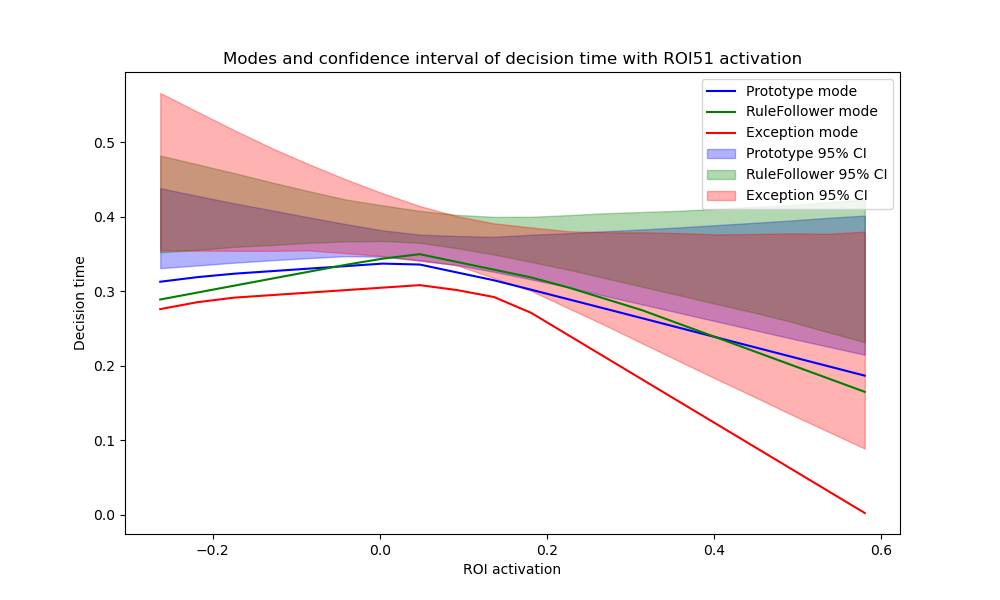 Modes and confidence interval of decision time with ROI51 activation
Prototype mode
RuleFollower mode
Exception mode
Prototype 95% CI
RuleFollower 95% CI
Exception 95% CI
Decision time
0.5
0.4
0.3
0.2
0.1
0.0
−0.2
0.0
0.2
0.4
0.6
ROI activation